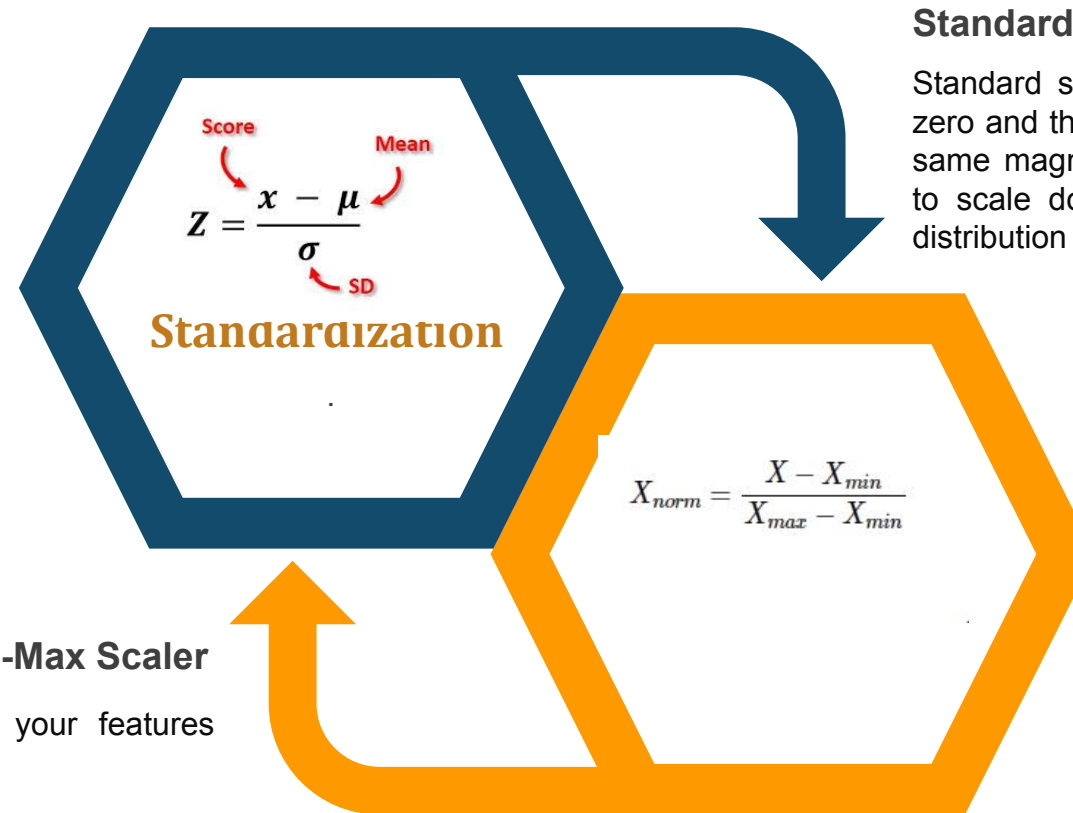 Standard
Standard s
zero and th
same magn
to scale do
distribution
Score
Mean
Z = x − μ / σ
SD
Standardization
.
X_norm = X − X_min / X_max − X_min
-Max Scaler
your features